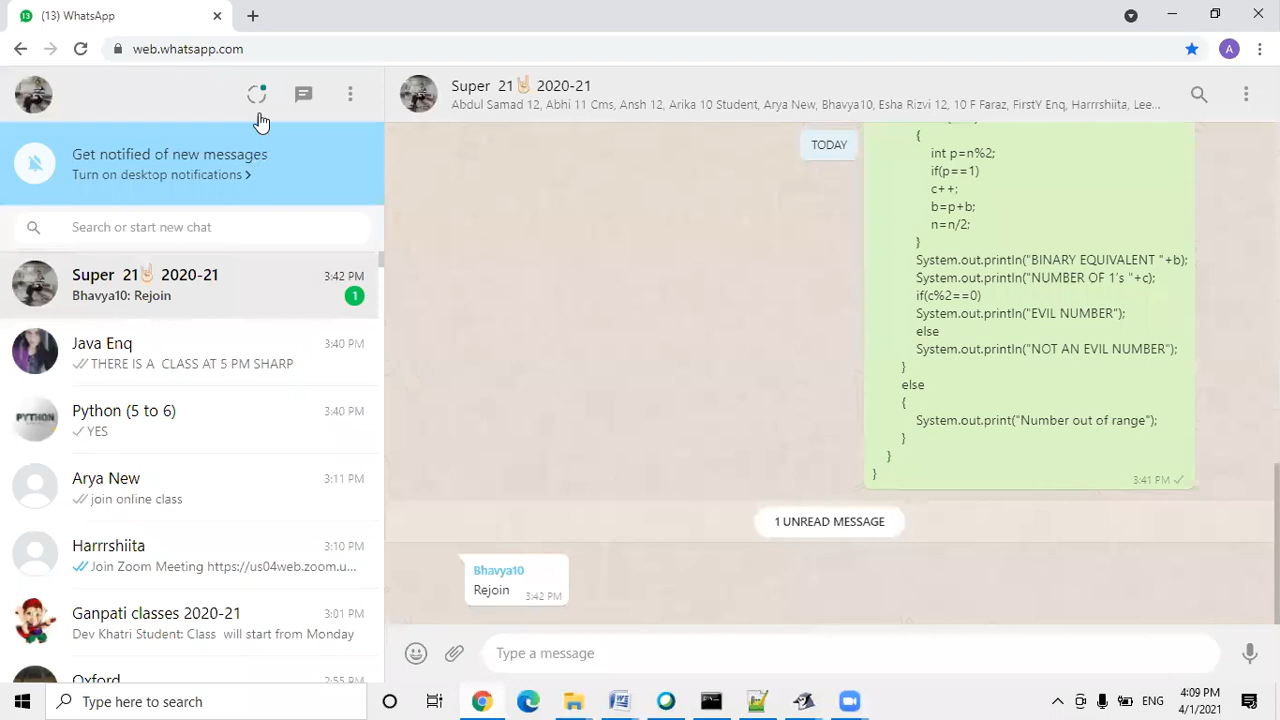 (13) WhatsApp
web.whatsapp.com
A
Super 21🤘🏻 2020-21
Abdul Samad 12, Abhi 11 Cms, Ansh 12, Arika 10 Student, Arya New, Bhavya10, Esha Rizvi 12, 10 F Faraz, FirstY Enq, Harrrshiita, Lee...
Get notified of new messages
Turn on desktop notifications >
Search or start new chat
Super 21🤘🏻 2020-21
3:42 PM
Bhavya10: Rejoin
1
Java Enq
3:40 PM
THERE IS A CLASS AT 5 PM SHARP
PYTHON
Python (5 to 6)
3:40 PM
YES
Arya New
3:11 PM
join online class
Harrrshiita
3:10 PM
Join Zoom Meeting https://us04web.zoom.u...
Ganpati classes 2020-21
3:01 PM
Dev Khatri Student: Class will start from Monday
Oxford
2:55 PM
TODAY
{
int p=n%2;
if(p==1)
c++;
b=p+b;
n=n/2;
}
System.out.println("BINARY EQUIVALENT "+b);
System.out.println("NUMBER OF 1's "+c);
if(c%2==0)
System.out.println("EVIL NUMBER");
else
System.out.println("NOT AN EVIL NUMBER");
}
else
{
System.out.print("Number out of range");
}
}
}
3:41 PM
1 UNREAD MESSAGE
Bhavya10
Rejoin
3:42 PM
Type a message
Type here to search
ENG
4:09 PM
4/1/2021